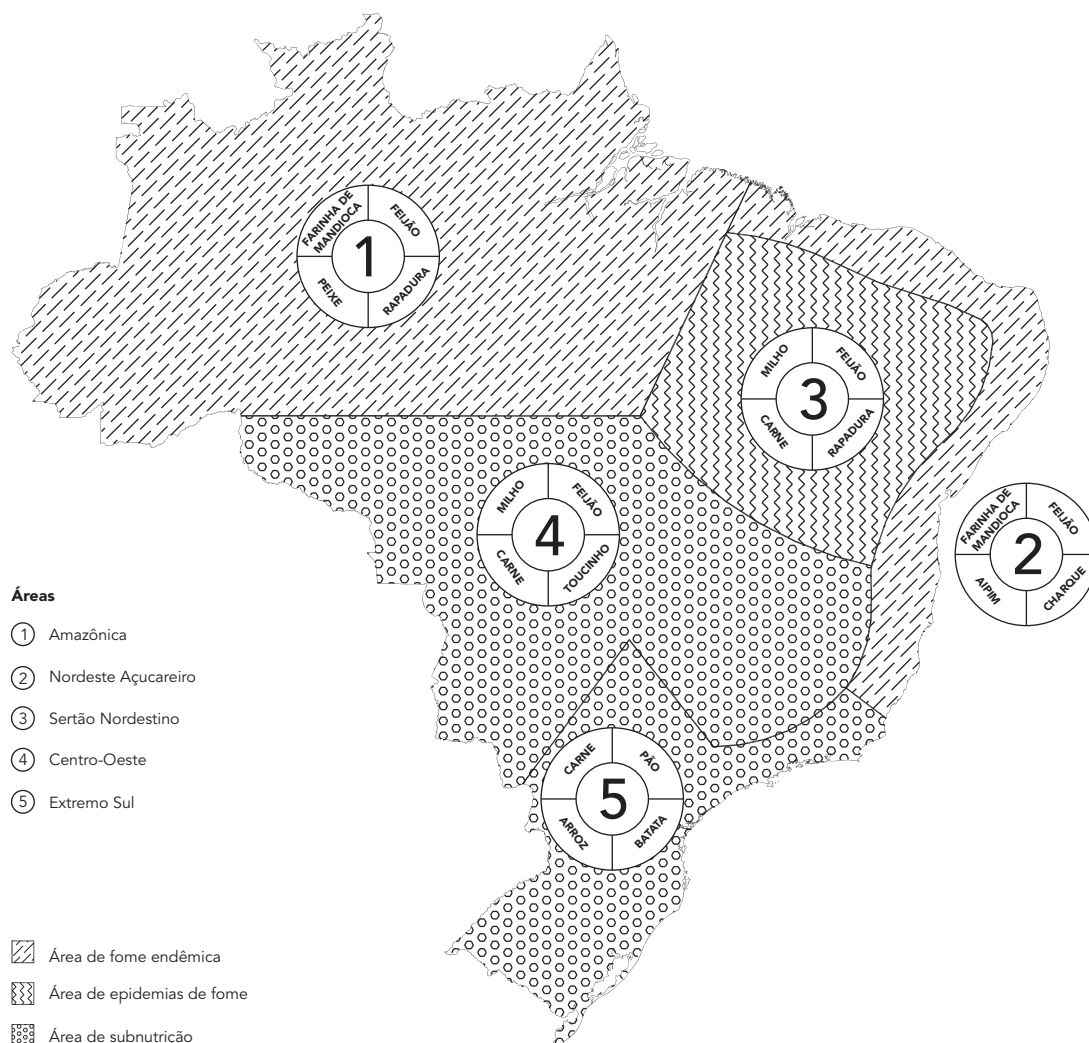 FARINHA DE
MANDIOCA
FEIJÃO
1
PEIXE
RAPADURA
MILHO
FEIJÃO
3
CARNE
RAPADURA
MILHO
FEIJÃO
4
CARNE
TOUCINHO
FARINHA DE
MANDIOCA
FEIJÃO
2
AIPIM
CHARQUE
CARNE
PÃO
5
ARROZ
BATATA
Áreas
1 Amazônica
2 Nordeste Açucareiro
3 Sertão Nordestino
4 Centro-Oeste
5 Extremo Sul
Área de fome endêmica
Área de epidemias de fome
Área de subnutrição